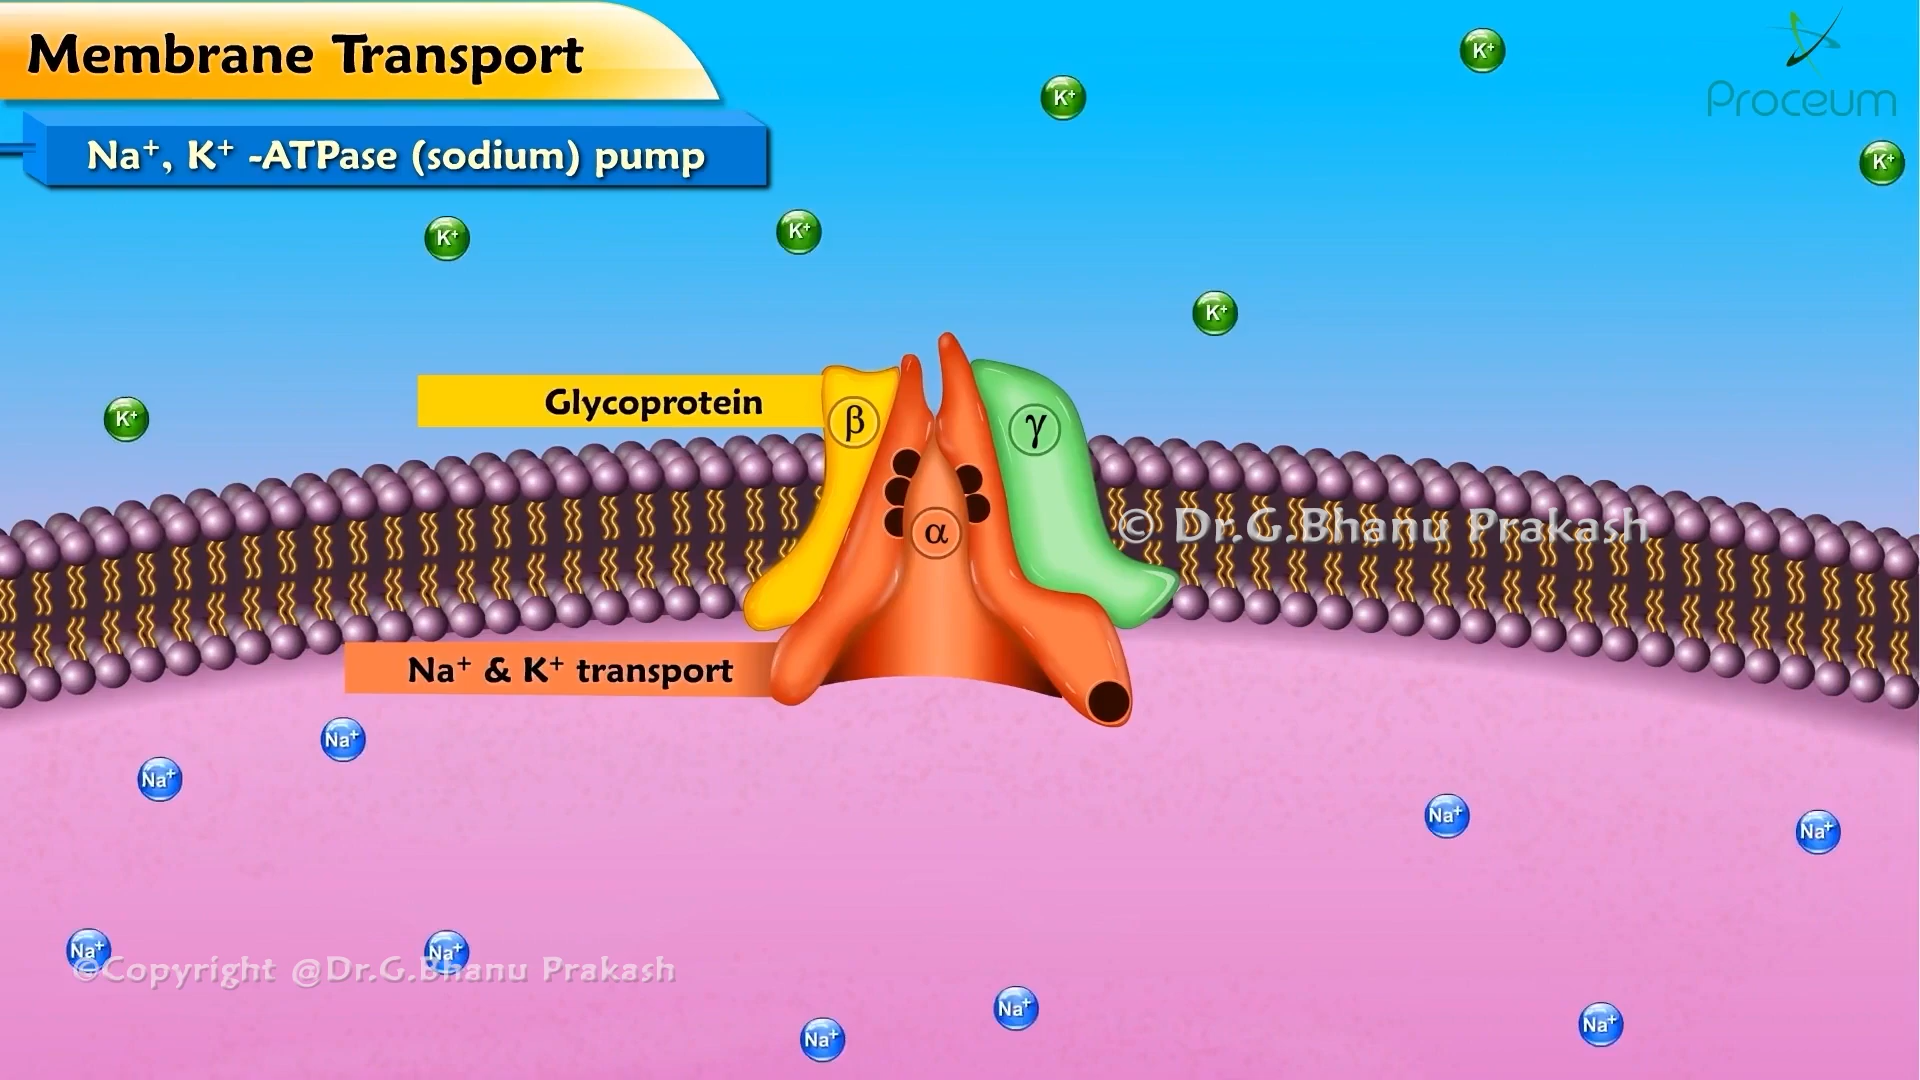 Membrane Transport
Proceum
Na⁺, K⁺ -ATPase (sodium) pump
K⁺
K⁺
K⁺
K⁺
K⁺
K⁺
K⁺
Glycoprotein
β
γ
α
© Dr.G.Bhanu Prakash
Na⁺ & K⁺ transport
Na⁺
Na⁺
Na⁺
Na⁺
Na⁺
Na⁺
©Copyright @Dr.G.Bhanu Prakash
Na⁺
Na⁺
Na⁺